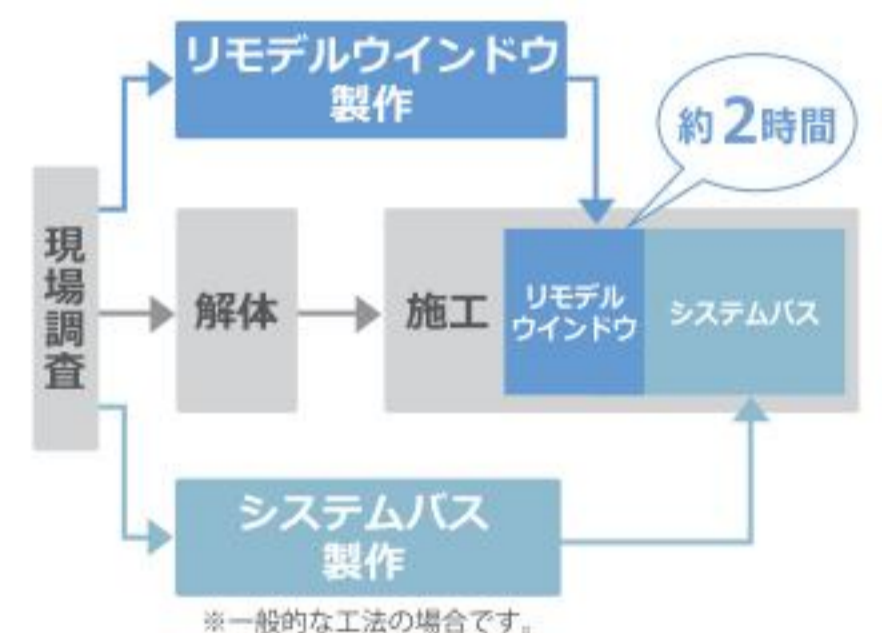 リモデルウインドウ
製作
約2時間
現場調査
解体
施工
リモデル
ウインドウ
システムバス
システムバス
製作
※一般的な工法の場合です。